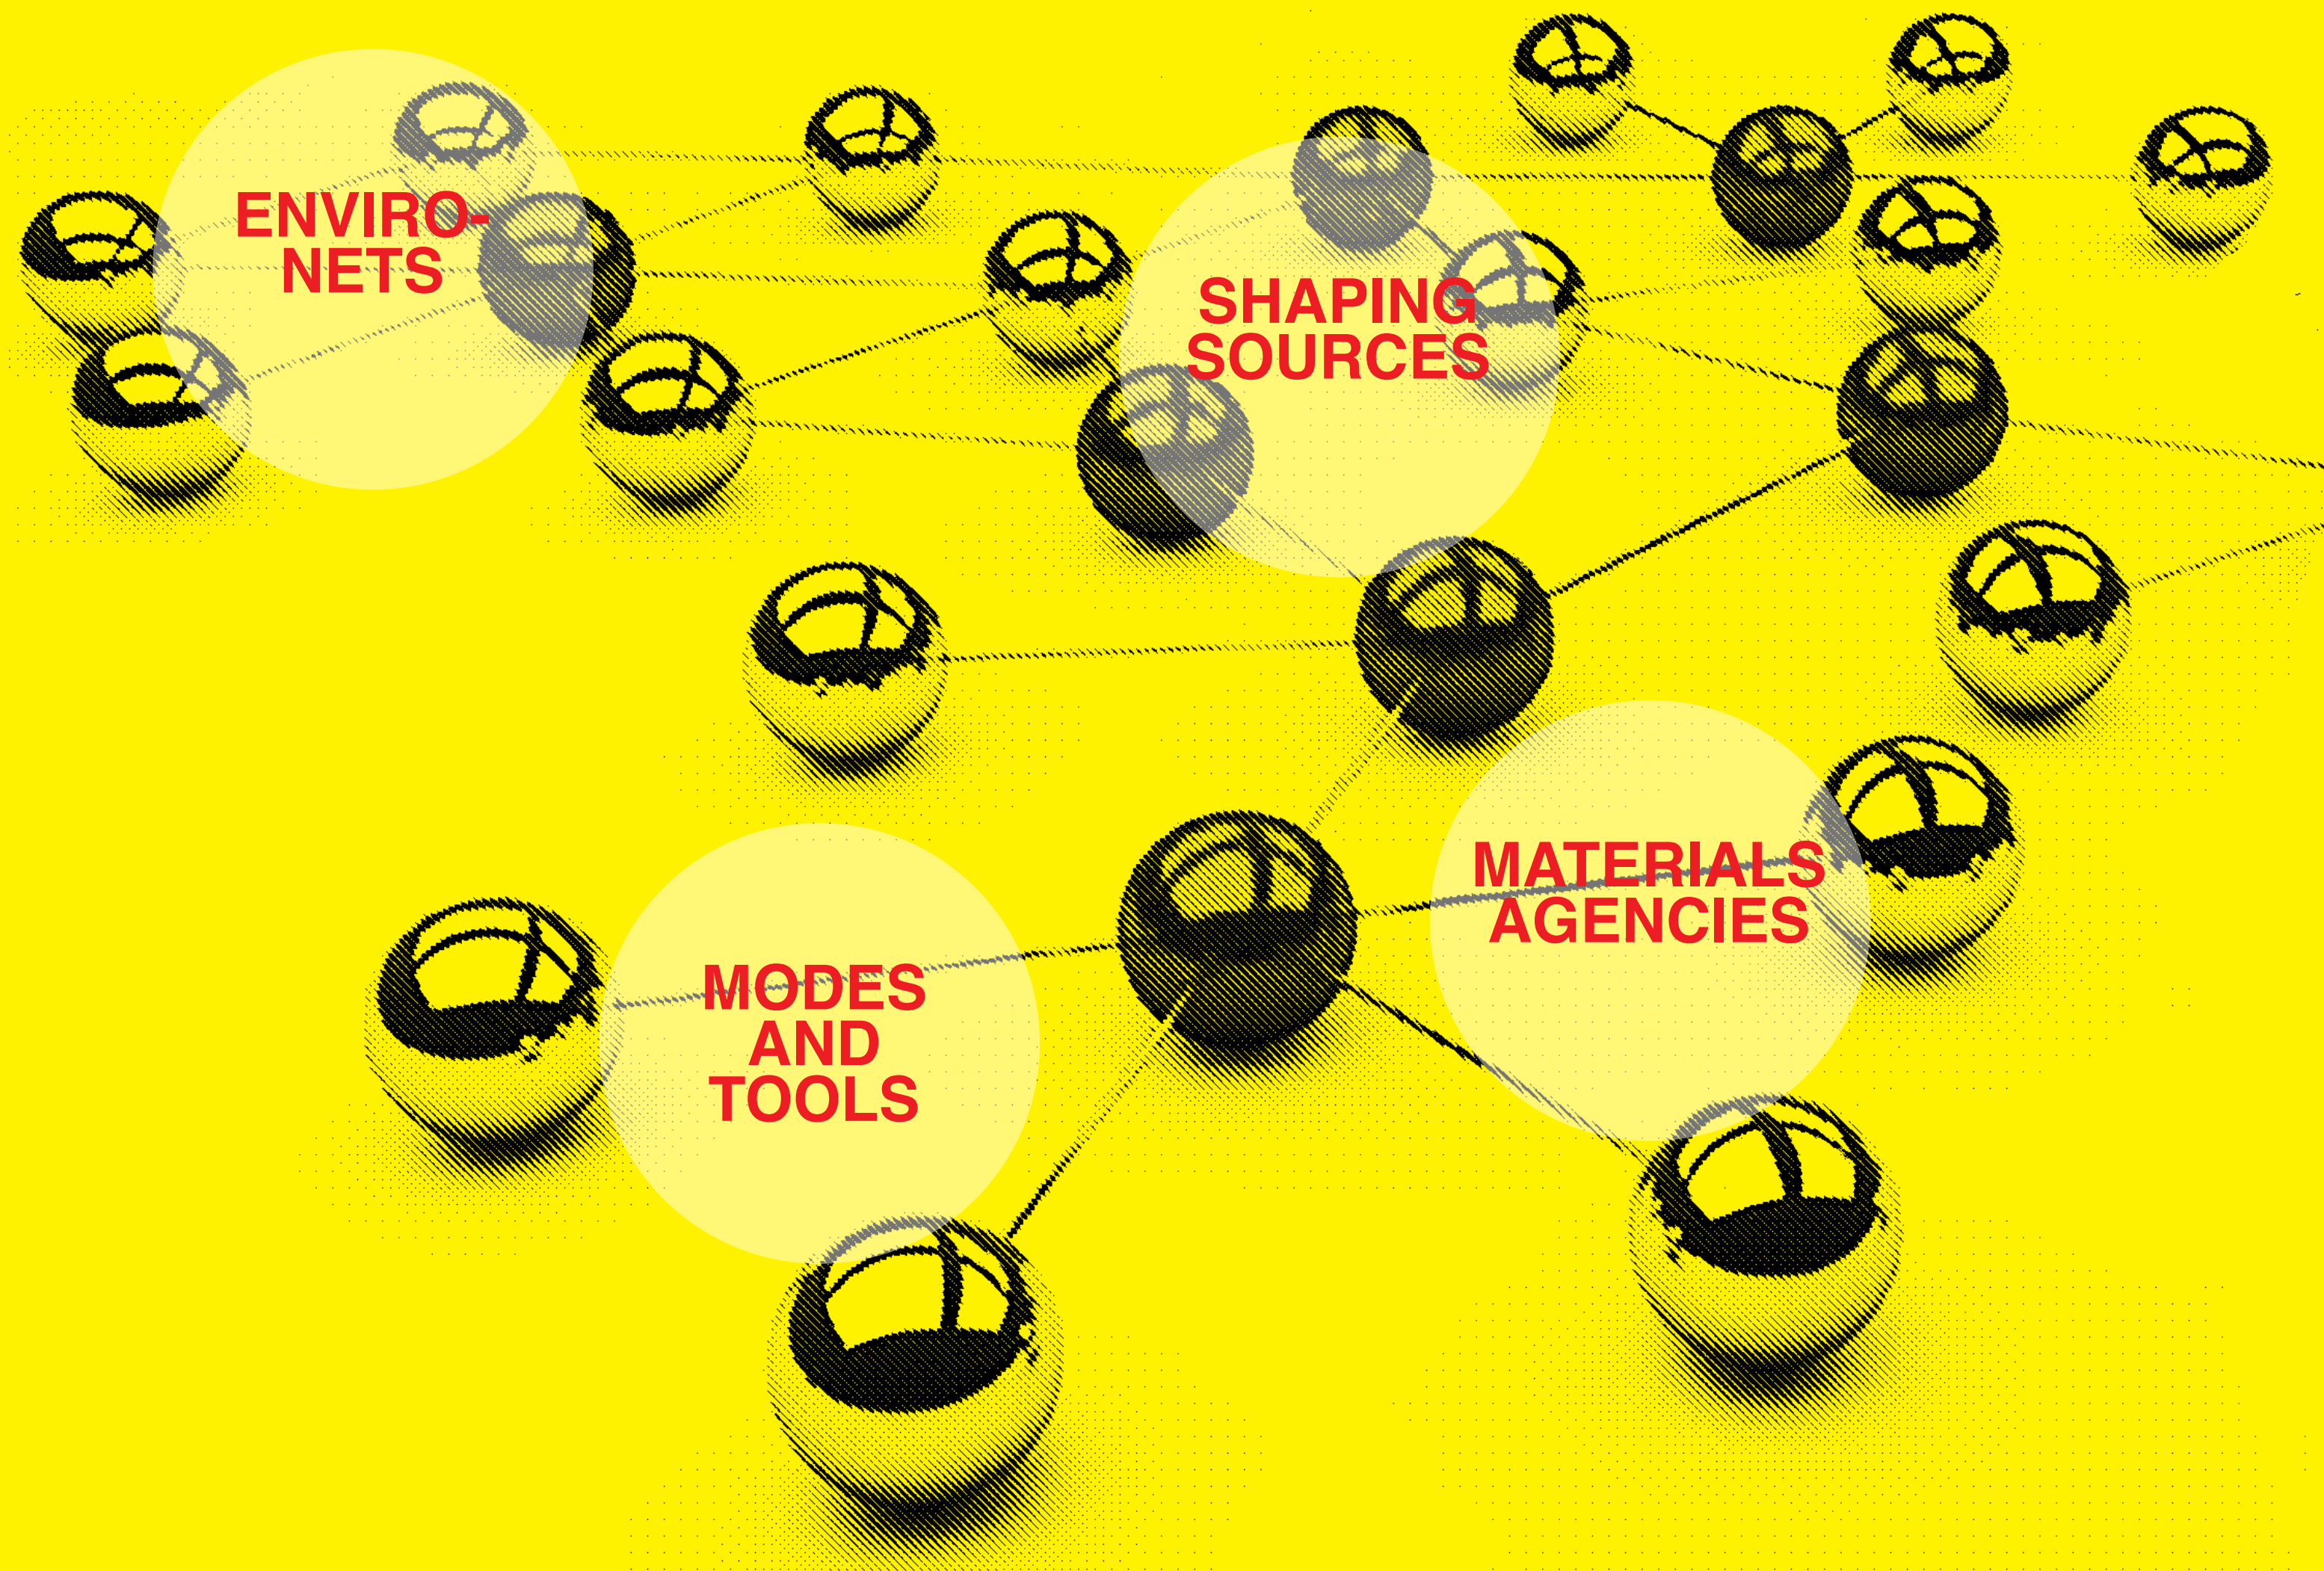 ENVIRO-
NETS
SHAPING
SOURCES
MATERIALS
AGENCIES
MODES
AND
TOOLS